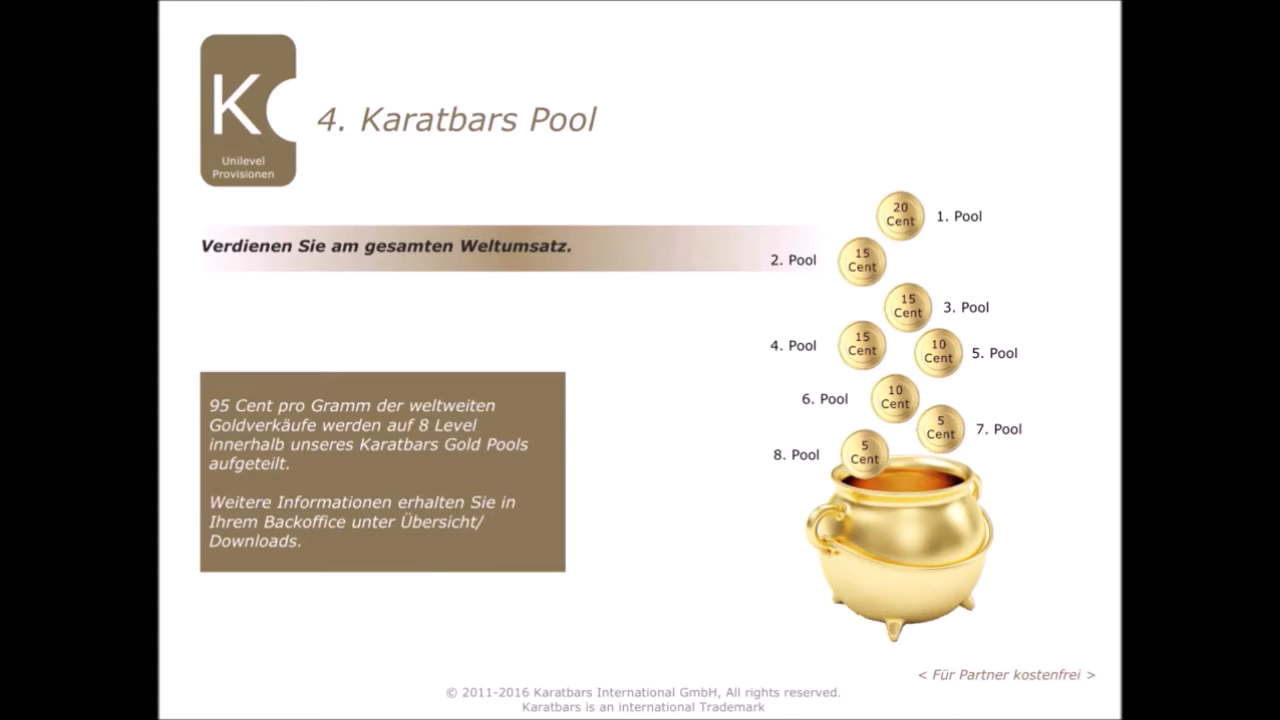 K
Unilevel
Provisionen
4. Karatbars Pool
Verdienen Sie am gesamten Weltumsatz.
20
Cent
1. Pool
2. Pool
15
Cent
15
Cent
3. Pool
4. Pool
15
Cent
10
Cent
5. Pool
6. Pool
10
Cent
5
Cent
7. Pool
8. Pool
5
Cent
95 Cent pro Gramm der weltweiten
Goldverkäufe werden auf 8 Level
innerhalb unseres Karatbars Gold Pools
aufgeteilt.
Weitere Informationen erhalten Sie in
Ihrem Backoffice unter Übersicht/
Downloads.
< Für Partner kostenfrei >
© 2011-2016 Karatbars International GmbH, All rights reserved.
Karatbars is an international Trademark